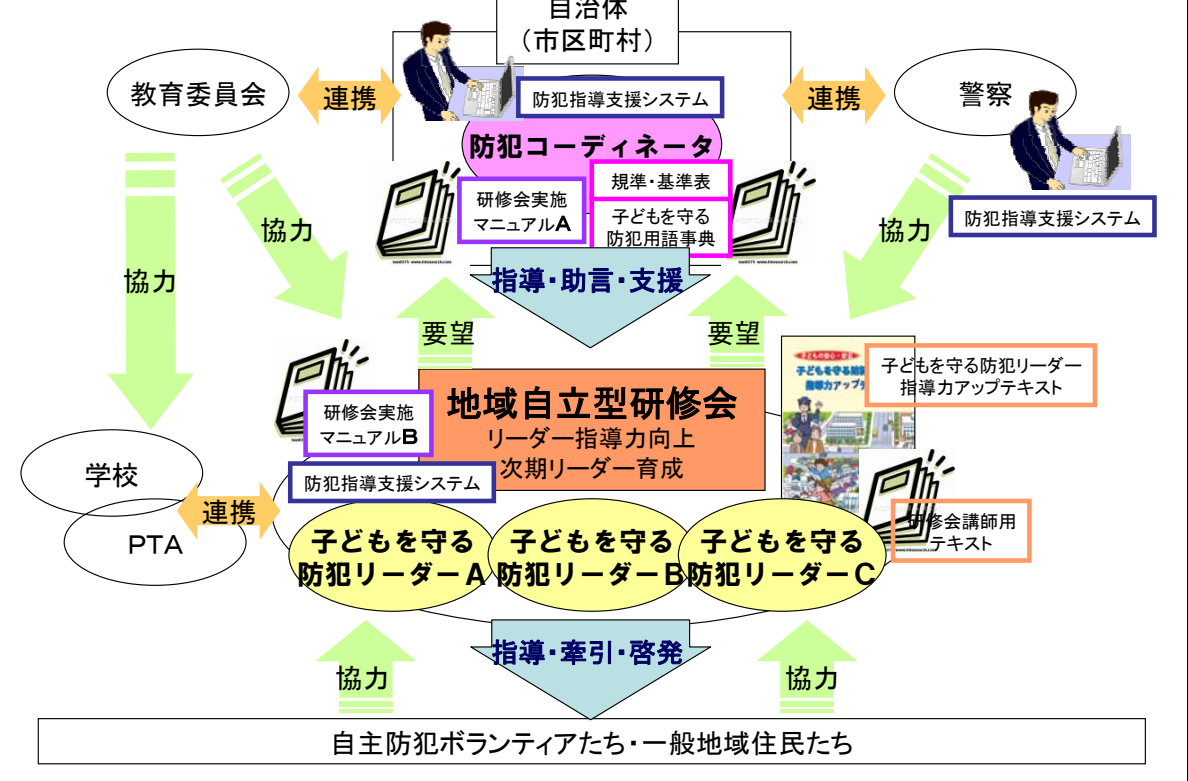 自治体
（市区町村）
教育委員会
連携
防犯指導支援システム
連携
警察
防犯コーディネータ
研修会実施
マニュアルA
規準・基準表
子どもを守る
防犯用語事典
防犯指導支援システム
協力
協力
協力
指導・助言・支援
要望
要望
研修会実施
マニュアルB
地域自立型研修会
リーダー指導力向上
次期リーダー育成
子どもの安心・安全
子どもを守る防犯リーダー
指導力アップテキスト
防犯指導支援システム
学校
連携
PTA
研修会講師用
テキスト
子どもを守る
防犯リーダーA
子どもを守る
防犯リーダーB
子どもを守る
防犯リーダーC
指導・牽引・啓発
協力
協力
自主防犯ボランティアたち・一般地域住民たち